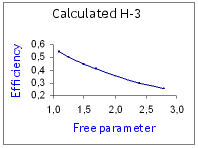 Calculated H-3
Efficiency
0,6
0,5
0,4
0,3
0,2
1,0 1,5 2,0 2,5 3,0
Free parameter